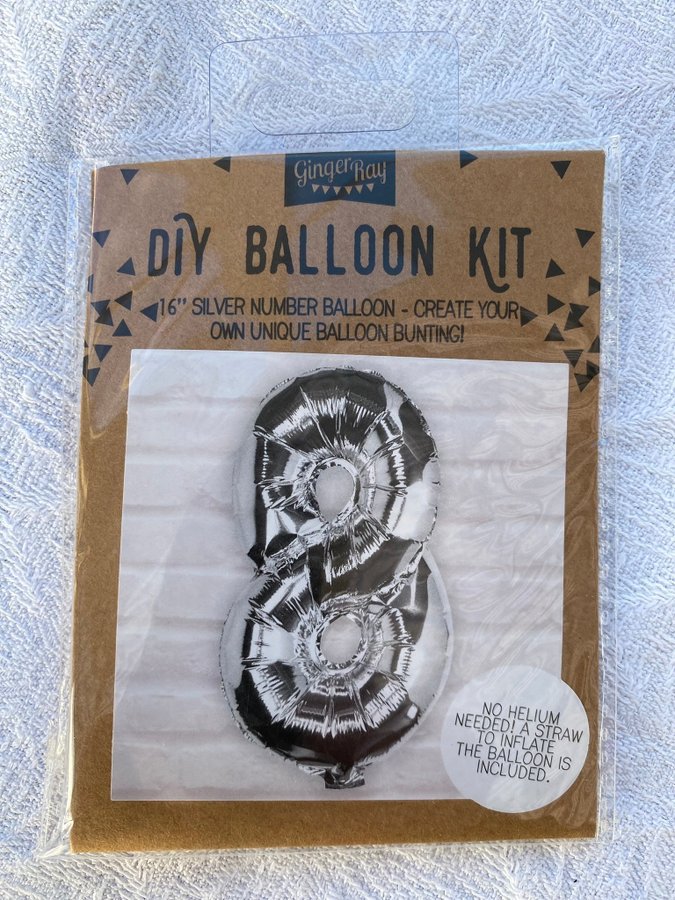 Ginger Ray
DIY BALLOON KIT
16" SILVER NUMBER BALLOON - CREATE YOUR
OWN UNIQUE BALLOON BUNTING!
NO HELIUM
NEEDED! A STRAW
TO INFLATE
THE BALLOON IS
INCLUDED.